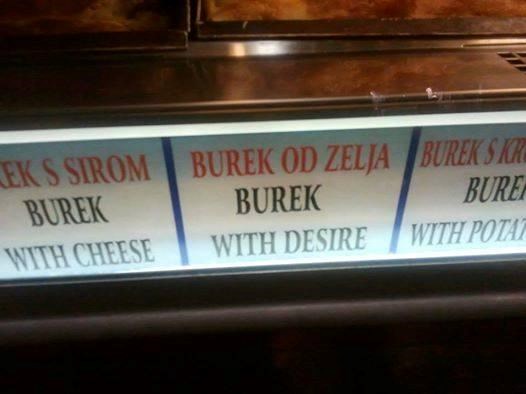 EK S SIROM
BUREK
WITH CHEESE
BUREK OD ZELJA
BUREK
WITH DESIRE
BUREK S
WITH